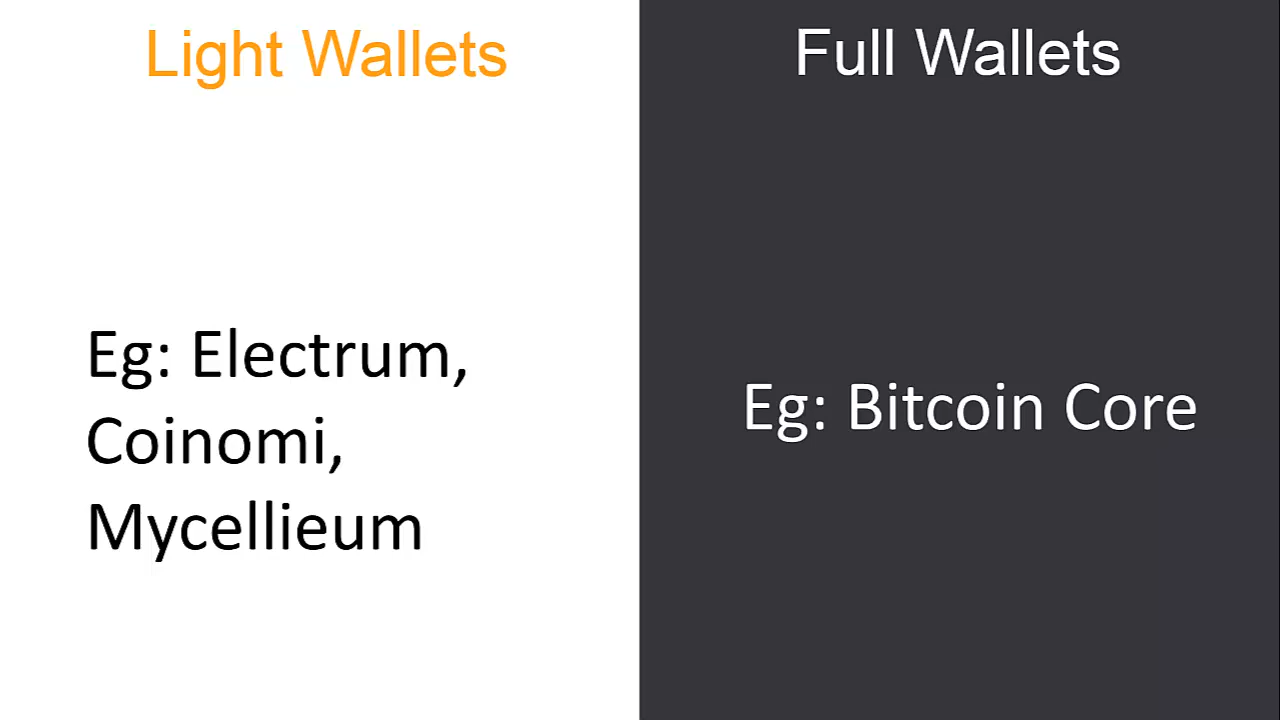 Light Wallets
Eg: Electrum,
Coinomi,
Mycellieum
Full Wallets
Eg: Bitcoin Core